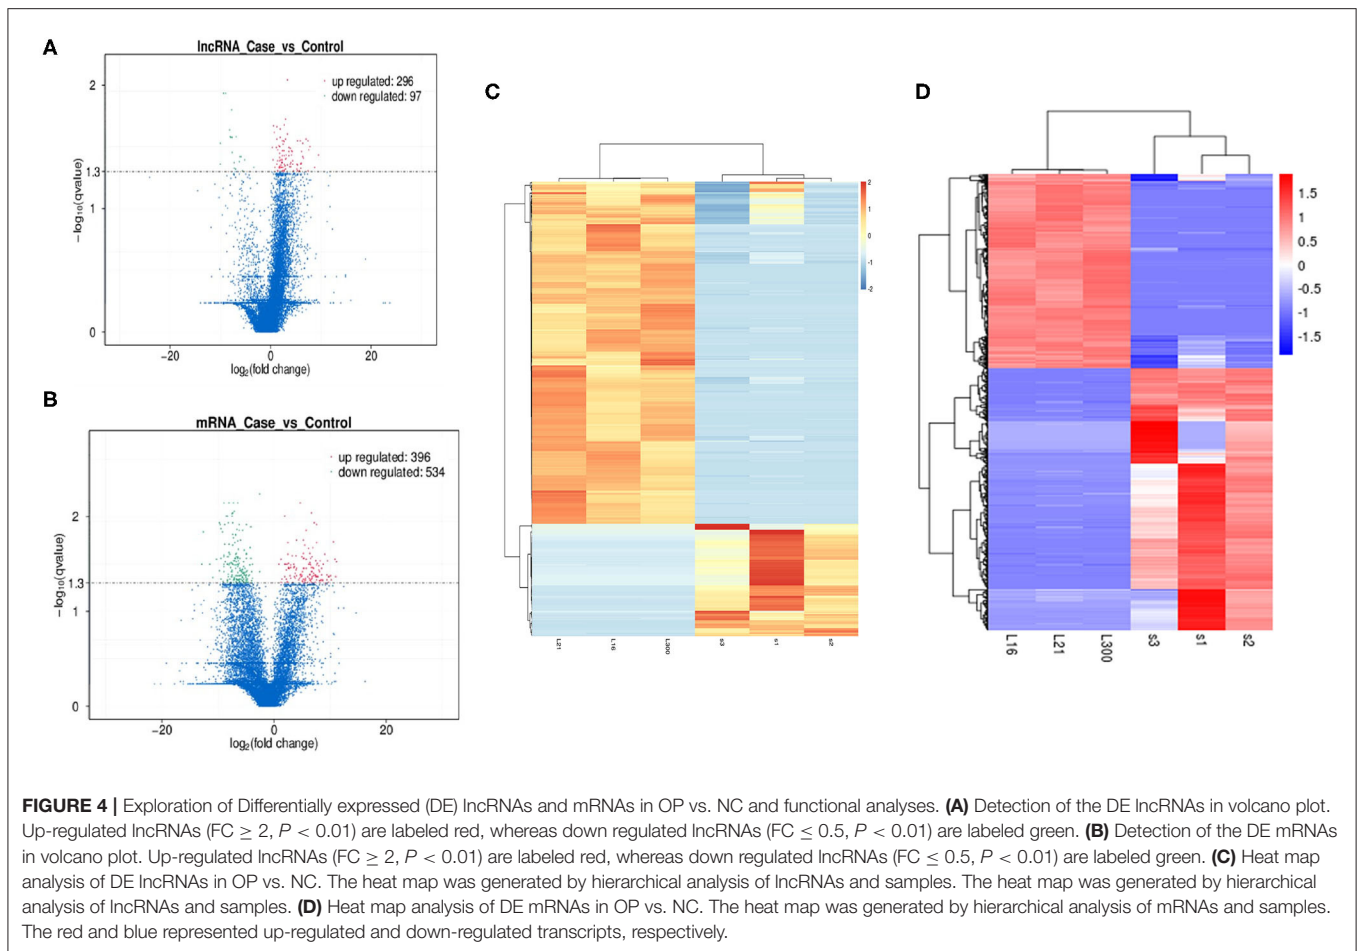 A
lncRNA_Case_vs_Control
up regulated: 296
down regulated: 97
2
1.3
1
0
−log10(qvalue)
−20
0
20
log2(fold change)
B
mRNA_Case_vs_Control
up regulated: 396
down regulated: 534
2
1.3
1
0
−log10(qvalue)
−20
0
20
log2(fold change)
C
2
1
0
-1
-2
L21
L16
L300
s3
s1
s2
D
1.5
1
0.5
0
-0.5
-1
-1.5
L16
L21
L300
s3
s1
s2
FIGURE 4 | Exploration of Differentially expressed (DE) lncRNAs and mRNAs in OP vs. NC and functional analyses. (A) Detection of the DE lncRNAs in volcano plot.
Up-regulated lncRNAs (FC ≥ 2, P < 0.01) are labeled red, whereas down regulated lncRNAs (FC ≤ 0.5, P < 0.01) are labeled green. (B) Detection of the DE mRNAs
in volcano plot. Up-regulated lncRNAs (FC ≥ 2, P < 0.01) are labeled red, whereas down regulated lncRNAs (FC ≤ 0.5, P < 0.01) are labeled green. (C) Heat map
analysis of DE lncRNAs in OP vs. NC. The heat map was generated by hierarchical analysis of lncRNAs and samples. The heat map was generated by hierarchical
analysis of lncRNAs and samples. (D) Heat map analysis of DE mRNAs in OP vs. NC. The heat map was generated by hierarchical analysis of mRNAs and samples.
The red and blue represented up-regulated and down-regulated transcripts, respectively.